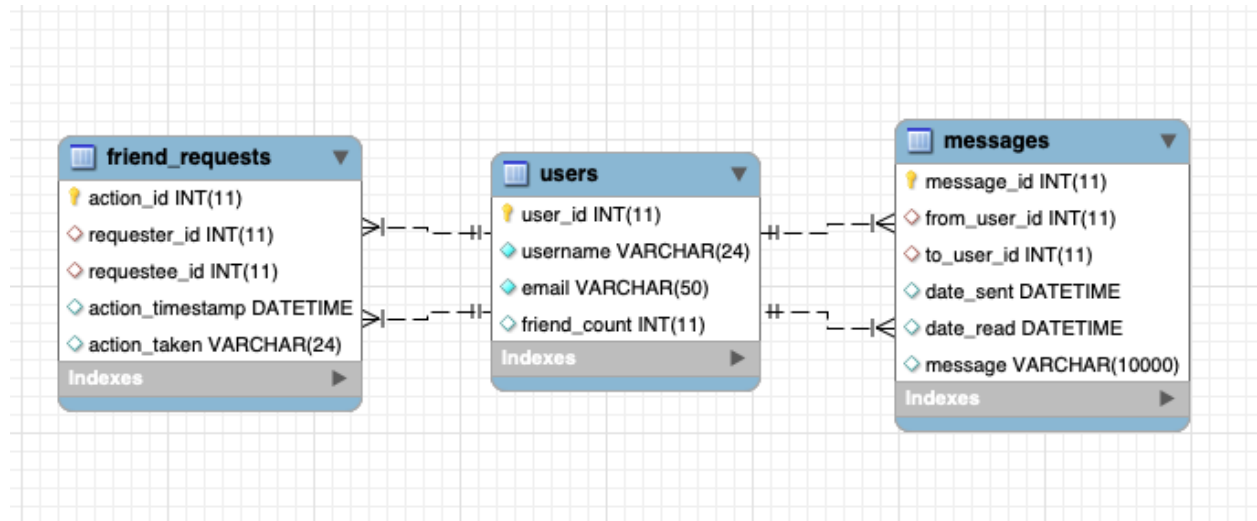 friend_requests
action_id INT(11)
requester_id INT(11)
requestee_id INT(11)
action_timestamp DATETIME
action_taken VARCHAR(24)
Indexes
users
user_id INT(11)
username VARCHAR(24)
email VARCHAR(50)
friend_count INT(11)
Indexes
messages
message_id INT(11)
from_user_id INT(11)
to_user_id INT(11)
date_sent DATETIME
date_read DATETIME
message VARCHAR(10000)
Indexes